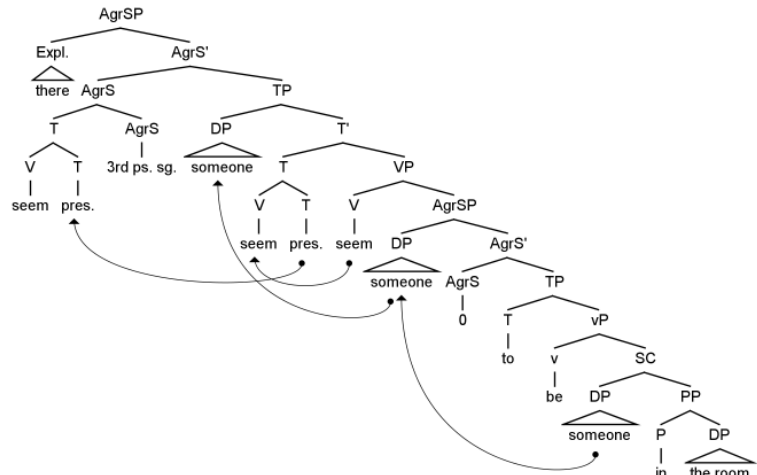 AgrSP
Expl. AgrS'
there AgrS TP
T AgrS DP T'
V T 3rd ps. sg. someone T VP
seem pres. V T V AgrSP
seem pres. seem DP AgrS'
someone AgrS TP
0 T vP
to v SC
be DP PP
someone P DP
in the room